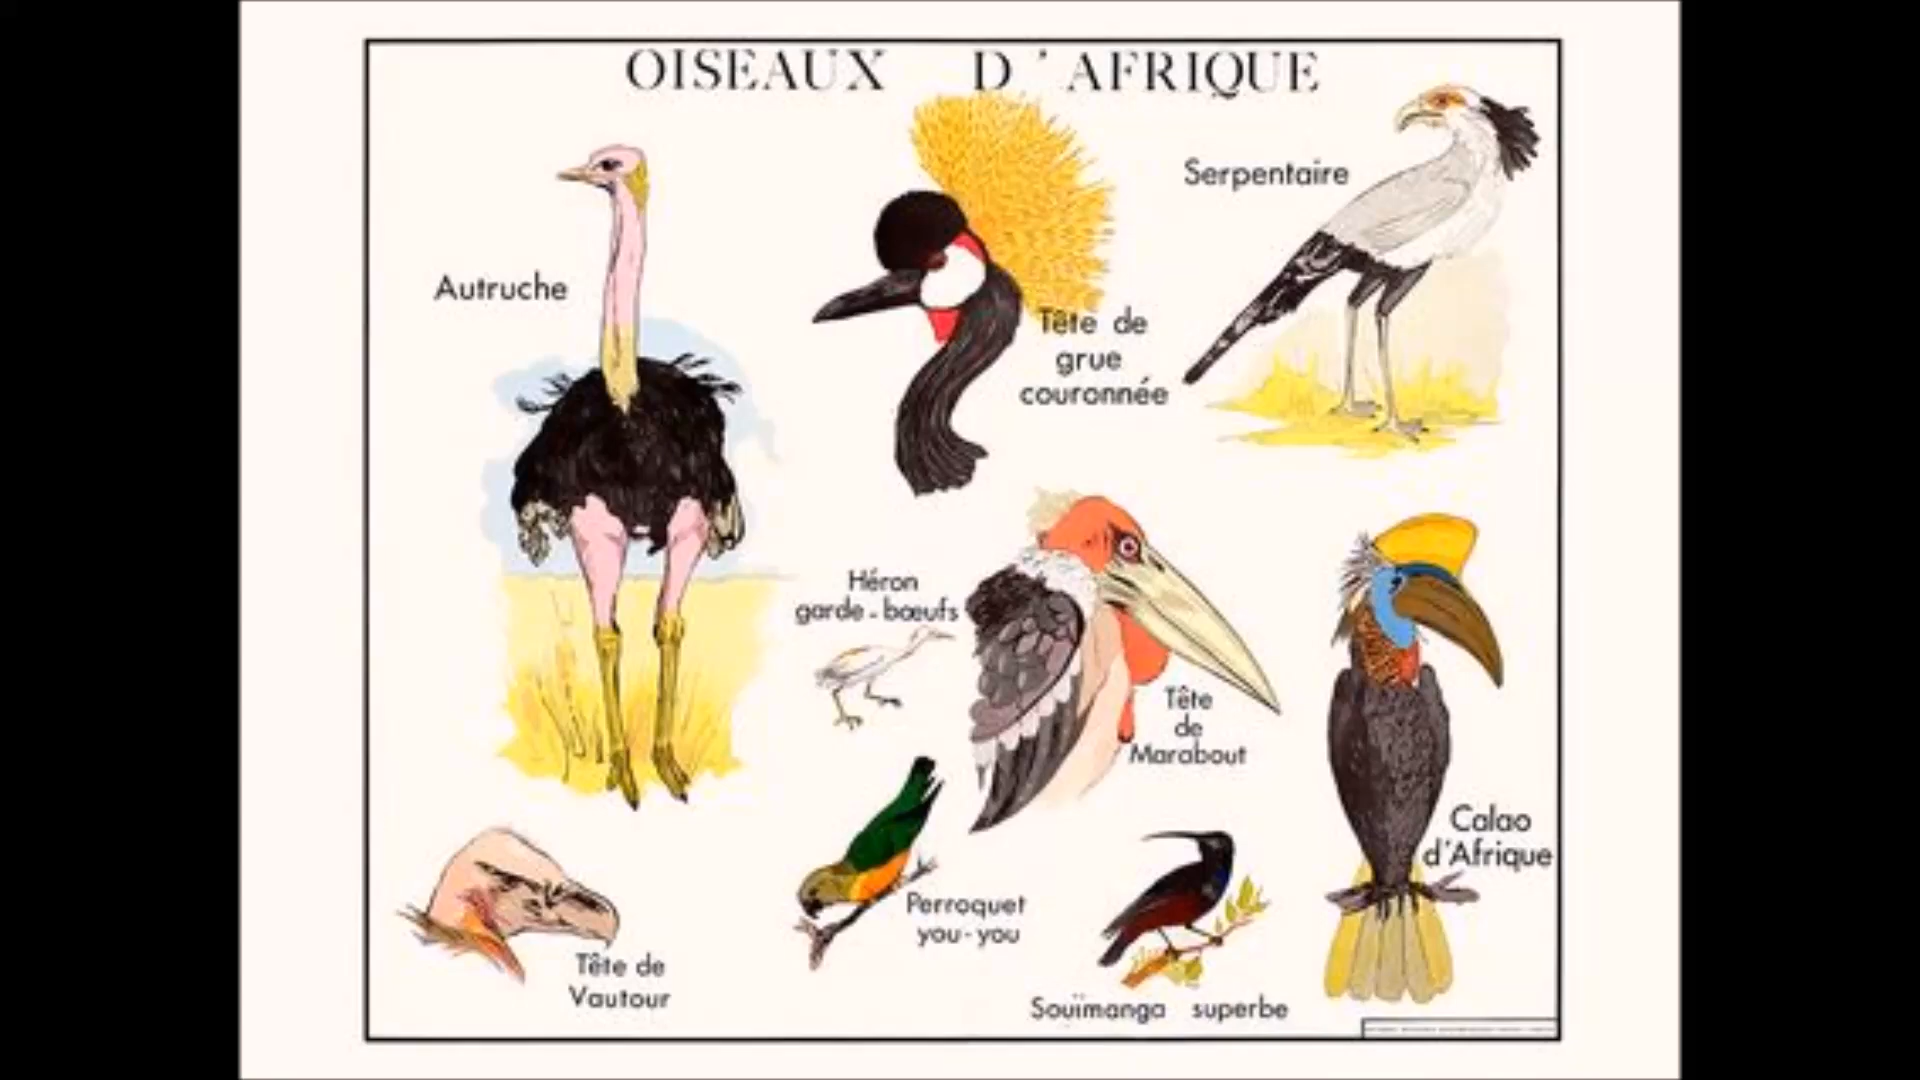 OISEAUX D'AFRIQUE
Serpentaire
Autruche
Tête de
grue
couronnée
Héron
garde-bœufs
Tête
de
Marabout
Calao
d'Afrique
Perroquet
you-you
Tête de
Vautour
Souïmanga superbe